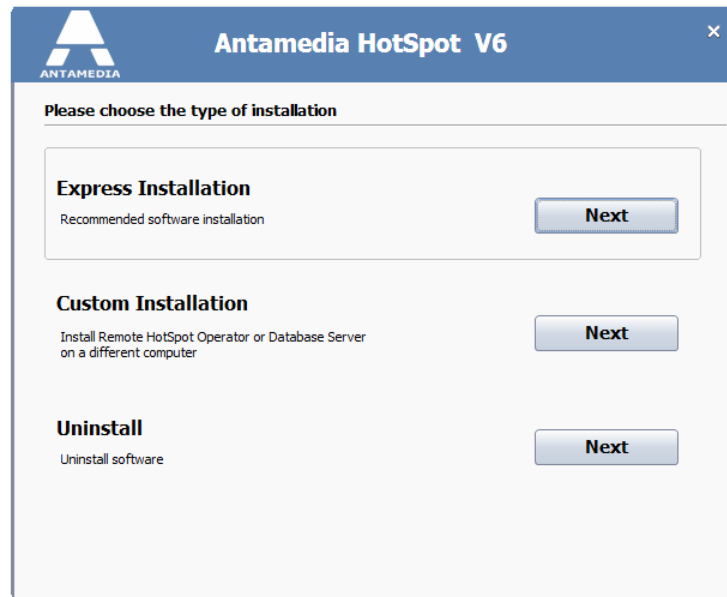 Antamedia HotSpot V6
ANTAMEDIA
Please choose the type of installation
Express Installation
Recommended software installation
Next
Custom Installation
Install Remote HotSpot Operator or Database Server
on a different computer
Next
Uninstall
Uninstall software
Next